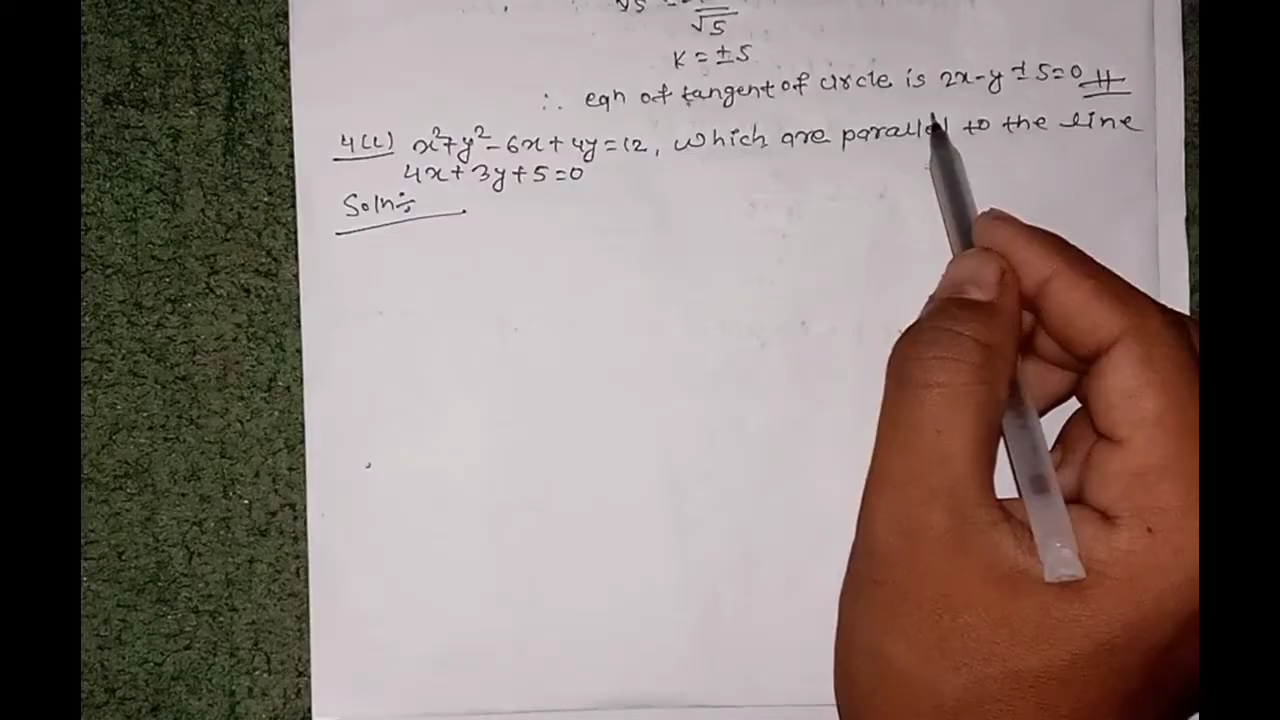 √5
K = ± 5
∴ eqn of tangent of circle is 2x-y ± 5=0
4(c) x²+y²-6x+4y=12, which are parallel to the line
4x+3y+5=0
Soln: